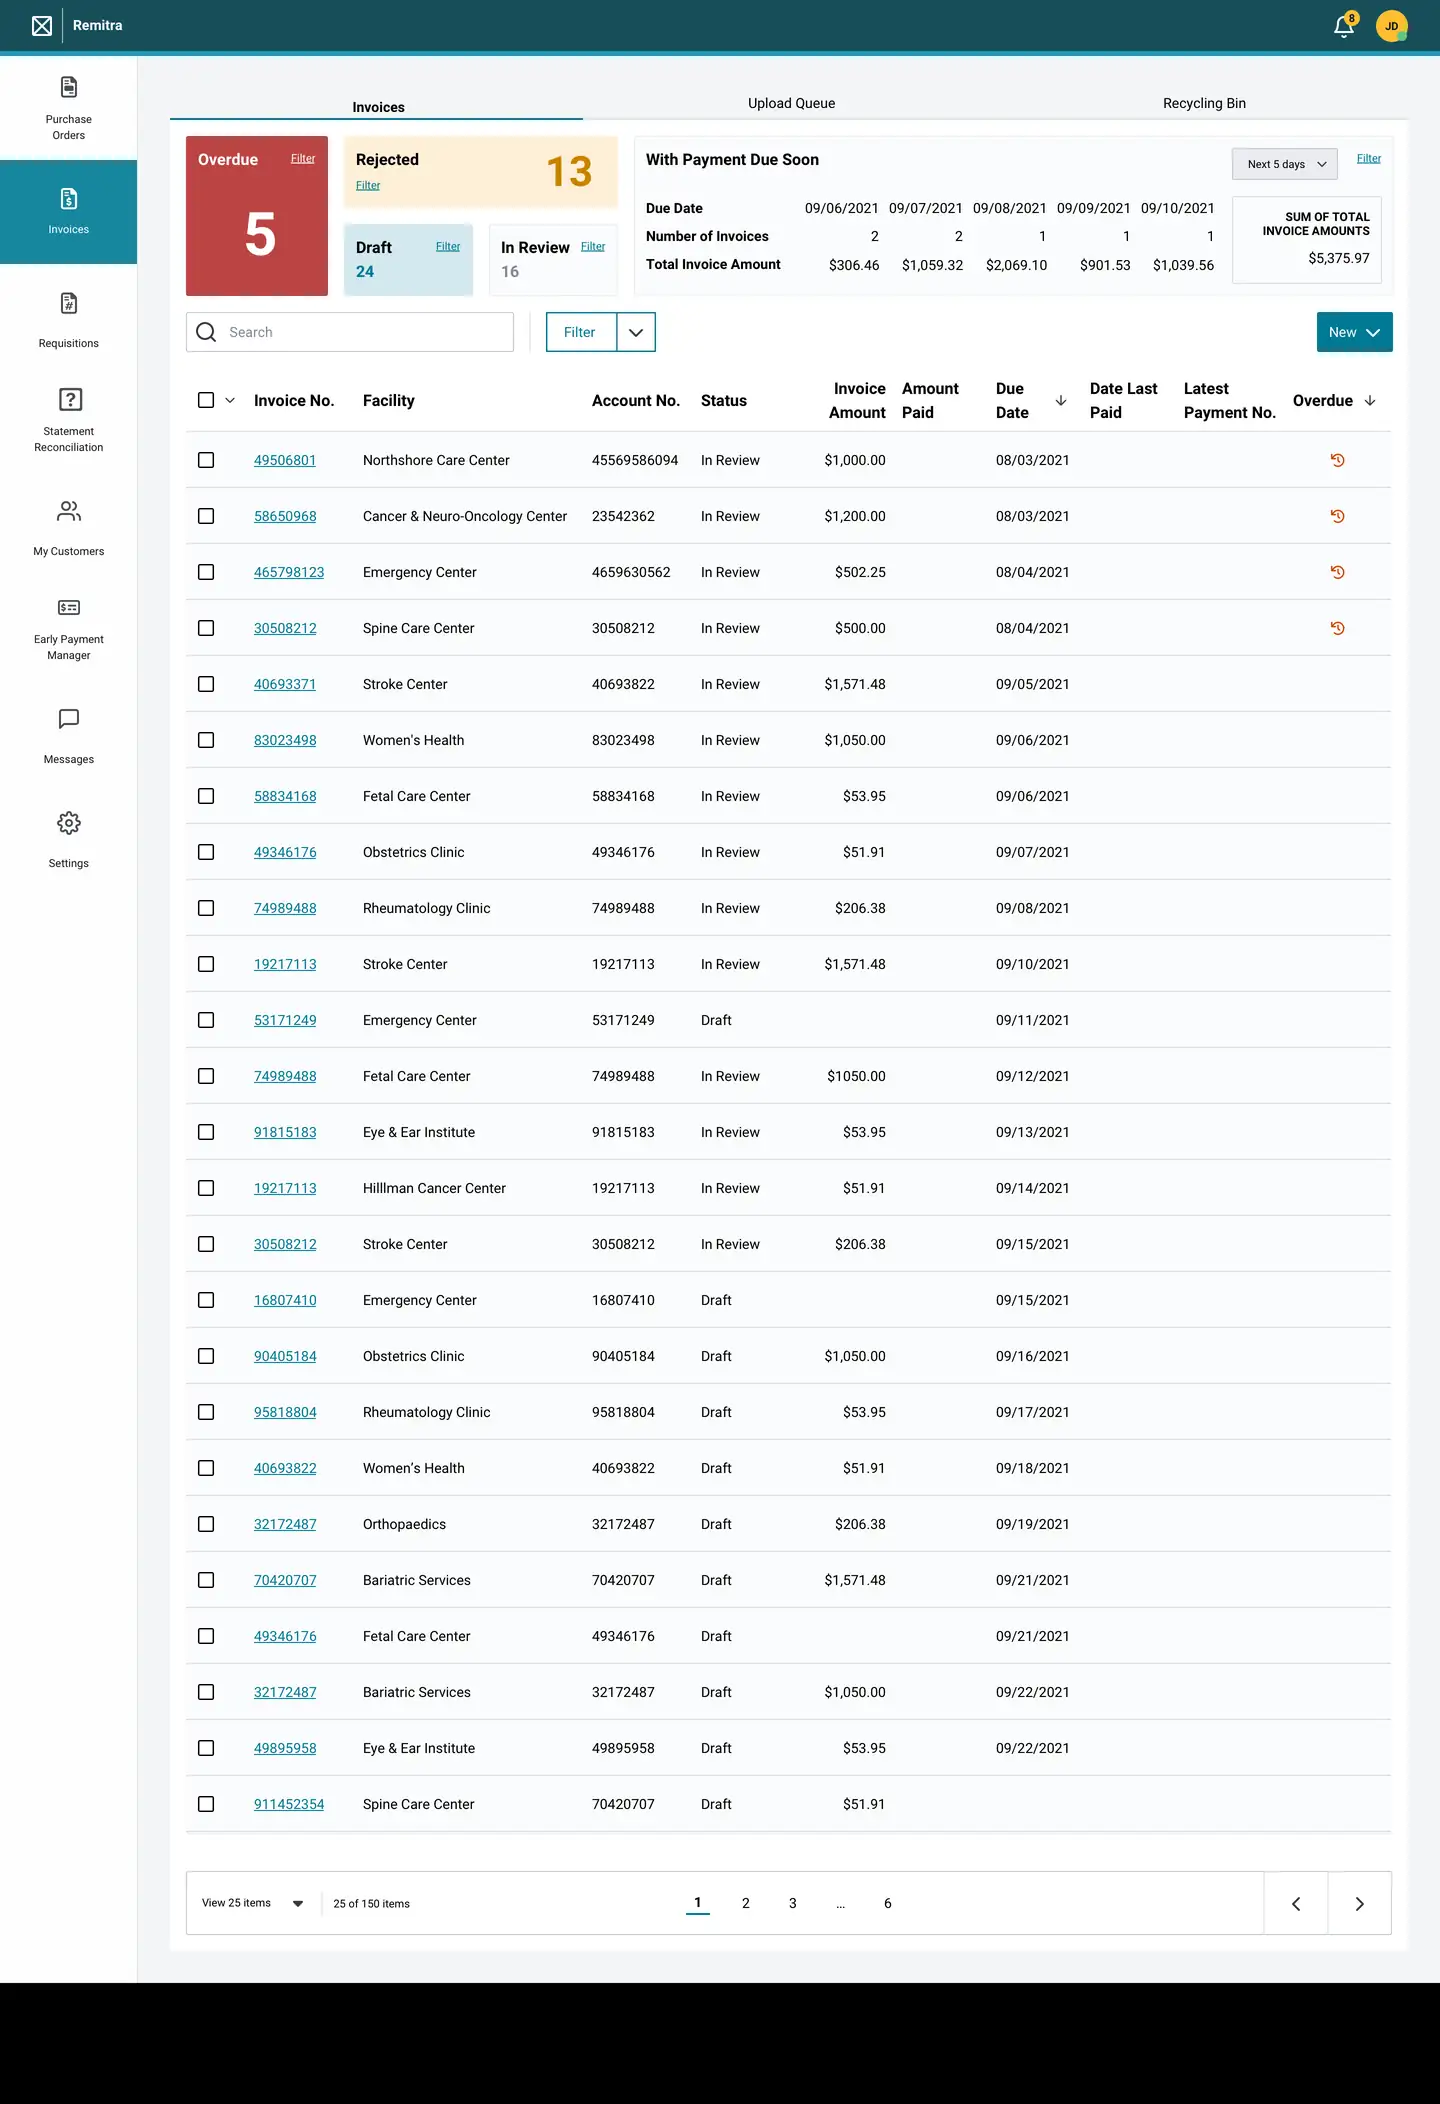 Remitra
8
JD
Purchase
Orders
Invoices
Requisitions
Statement
Reconciliation
My Customers
Early Payment
Manager
Messages
Settings
Invoices Upload Queue Recycling Bin
Overdue Filter
5
Rejected
Filter
13
Draft Filter
24
In Review Filter
16
With Payment Due Soon Next 5 days Filter
Due Date 09/06/2021 09/07/2021 09/08/2021 09/09/2021 09/10/2021
Number of Invoices 2 2 1 1 1
Total Invoice Amount $306.46 $1,059.32 $2,069.10 $901.53 $1,039.56
SUM OF TOTAL
INVOICE AMOUNTS
$5,375.97
Search Filter New
Invoice No. Facility Account No. Status Invoice Amount Amount Paid Due Date Date Last Paid Latest Payment No. Overdue
49506801 Northshore Care Center 45569586094 In Review $1,000.00 08/03/2021
58650968 Cancer & Neuro-Oncology Center 23542362 In Review $1,200.00 08/03/2021
465798123 Emergency Center 4659630562 In Review $502.25 08/04/2021
30508212 Spine Care Center 30508212 In Review $500.00 08/04/2021
40693371 Stroke Center 40693822 In Review $1,571.48 09/05/2021
83023498 Women's Health 83023498 In Review $1,050.00 09/06/2021
58834168 Fetal Care Center 58834168 In Review $53.95 09/06/2021
49346176 Obstetrics Clinic 49346176 In Review $51.91 09/07/2021
74989488 Rheumatology Clinic 74989488 In Review $206.38 09/08/2021
19217113 Stroke Center 19217113 In Review $1,571.48 09/10/2021
53171249 Emergency Center 53171249 Draft 09/11/2021
74989488 Fetal Care Center 74989488 In Review $1050.00 09/12/2021
91815183 Eye & Ear Institute 91815183 In Review $53.95 09/13/2021
19217113 Hilllman Cancer Center 19217113 In Review $51.91 09/14/2021
30508212 Stroke Center 30508212 In Review $206.38 09/15/2021
16807410 Emergency Center 16807410 Draft 09/15/2021
90405184 Obstetrics Clinic 90405184 Draft $1,050.00 09/16/2021
95818804 Rheumatology Clinic 95818804 Draft $53.95 09/17/2021
40693822 Women's Health 40693822 Draft $51.91 09/18/2021
32172487 Orthopaedics 32172487 Draft $206.38 09/19/2021
70420707 Bariatric Services 70420707 Draft $1,571.48 09/21/2021
49346176 Fetal Care Center 49346176 Draft 09/21/2021
32172487 Bariatric Services 32172487 Draft $1,050.00 09/22/2021
49895958 Eye & Ear Institute 49895958 Draft $53.95 09/22/2021
911452354 Spine Care Center 70420707 Draft $51.91
View 25 items 25 of 150 items 1 2 3 ... 6